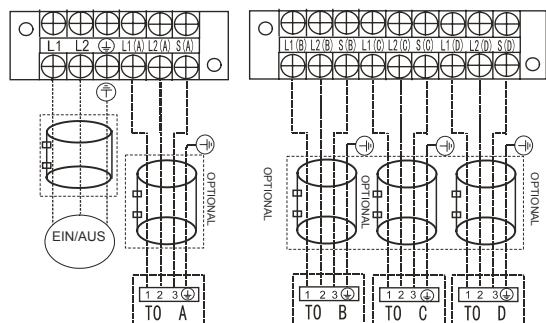 L1 L2 L1(A) L2(A) S(A)
L1(B) L2(B) S(B) L1(C) L2(C) S(C) L1(D) L2(D) S(D)
EIN/AUS
OPTIONAL
OPTIONAL
OPTIONAL
OPTIONAL
1 2 3
TO A
1 2 3
TO B
1 2 3
TO C
1 2 3
TO D